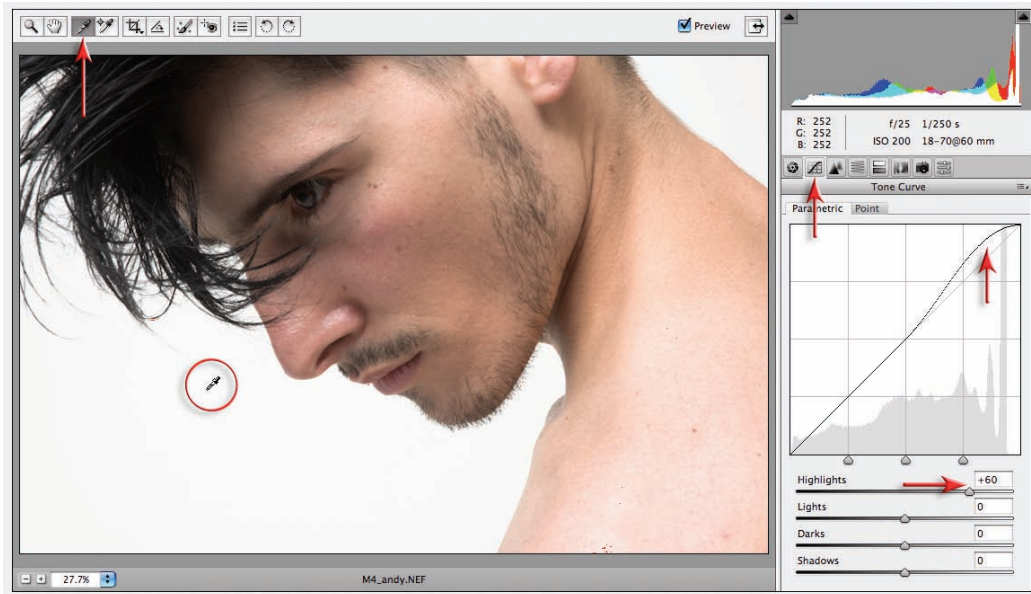 Preview
R: 252
G: 252
B: 252
f/25 1/250 s
ISO 200 18-70@60 mm
Tone Curve
Parametric Point
Highlights +60
Lights 0
Darks 0
Shadows 0
27.7%
M4_andy.NEF